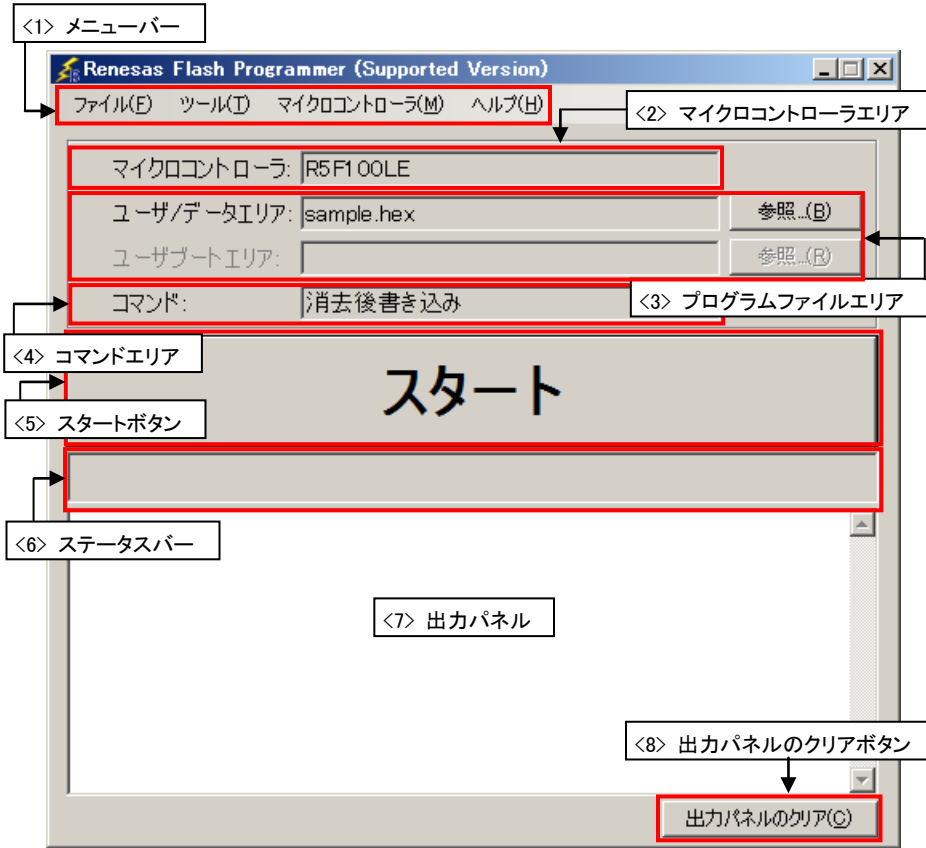 <1> メニューバー
Renesas Flash Programmer (Supported Version)
ファイル(F) ツール(T) マイクロコントローラ(M) ヘルプ(H)
<2> マイクロコントローラエリア
マイクロコントローラ: R5F100LE
ユーザ/データエリア: sample.hex 参照...(B)
ユーザブートエリア: 参照...(R)
<3> プログラムファイルエリア
コマンド: 消去後書き込み
<4> コマンドエリア
スタート
<5> スタートボタン
<6> ステータスバー
<7> 出力パネル
<8> 出力パネルのクリアボタン
出力パネルのクリア(C)